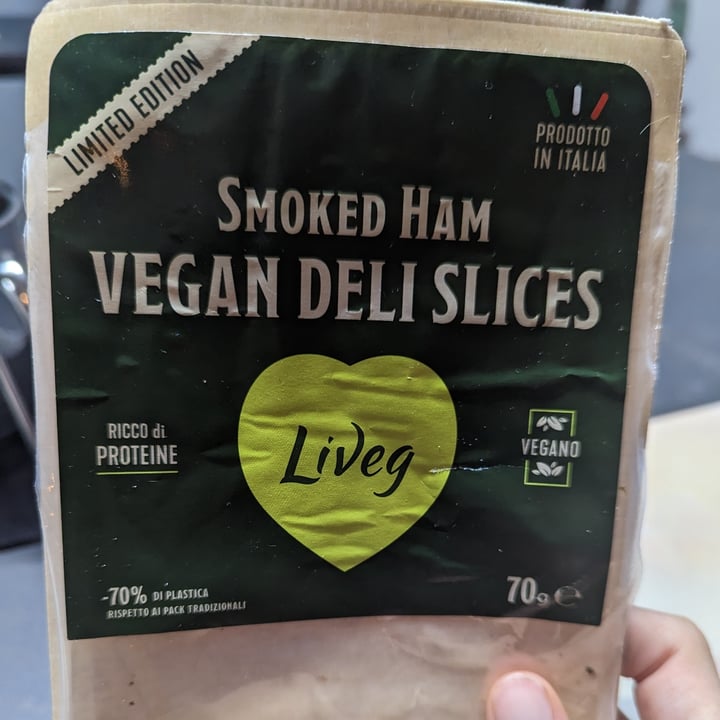 LIMITED EDITION
PRODOTTO
IN ITALIA
SMOKED HAM
VEGAN DELI SLICES
RICCO di
PROTEINE
Liveg
VEGANO
-70% DI PLASTICA
RISPETTO AI PACK TRADIZIONALI
70g e